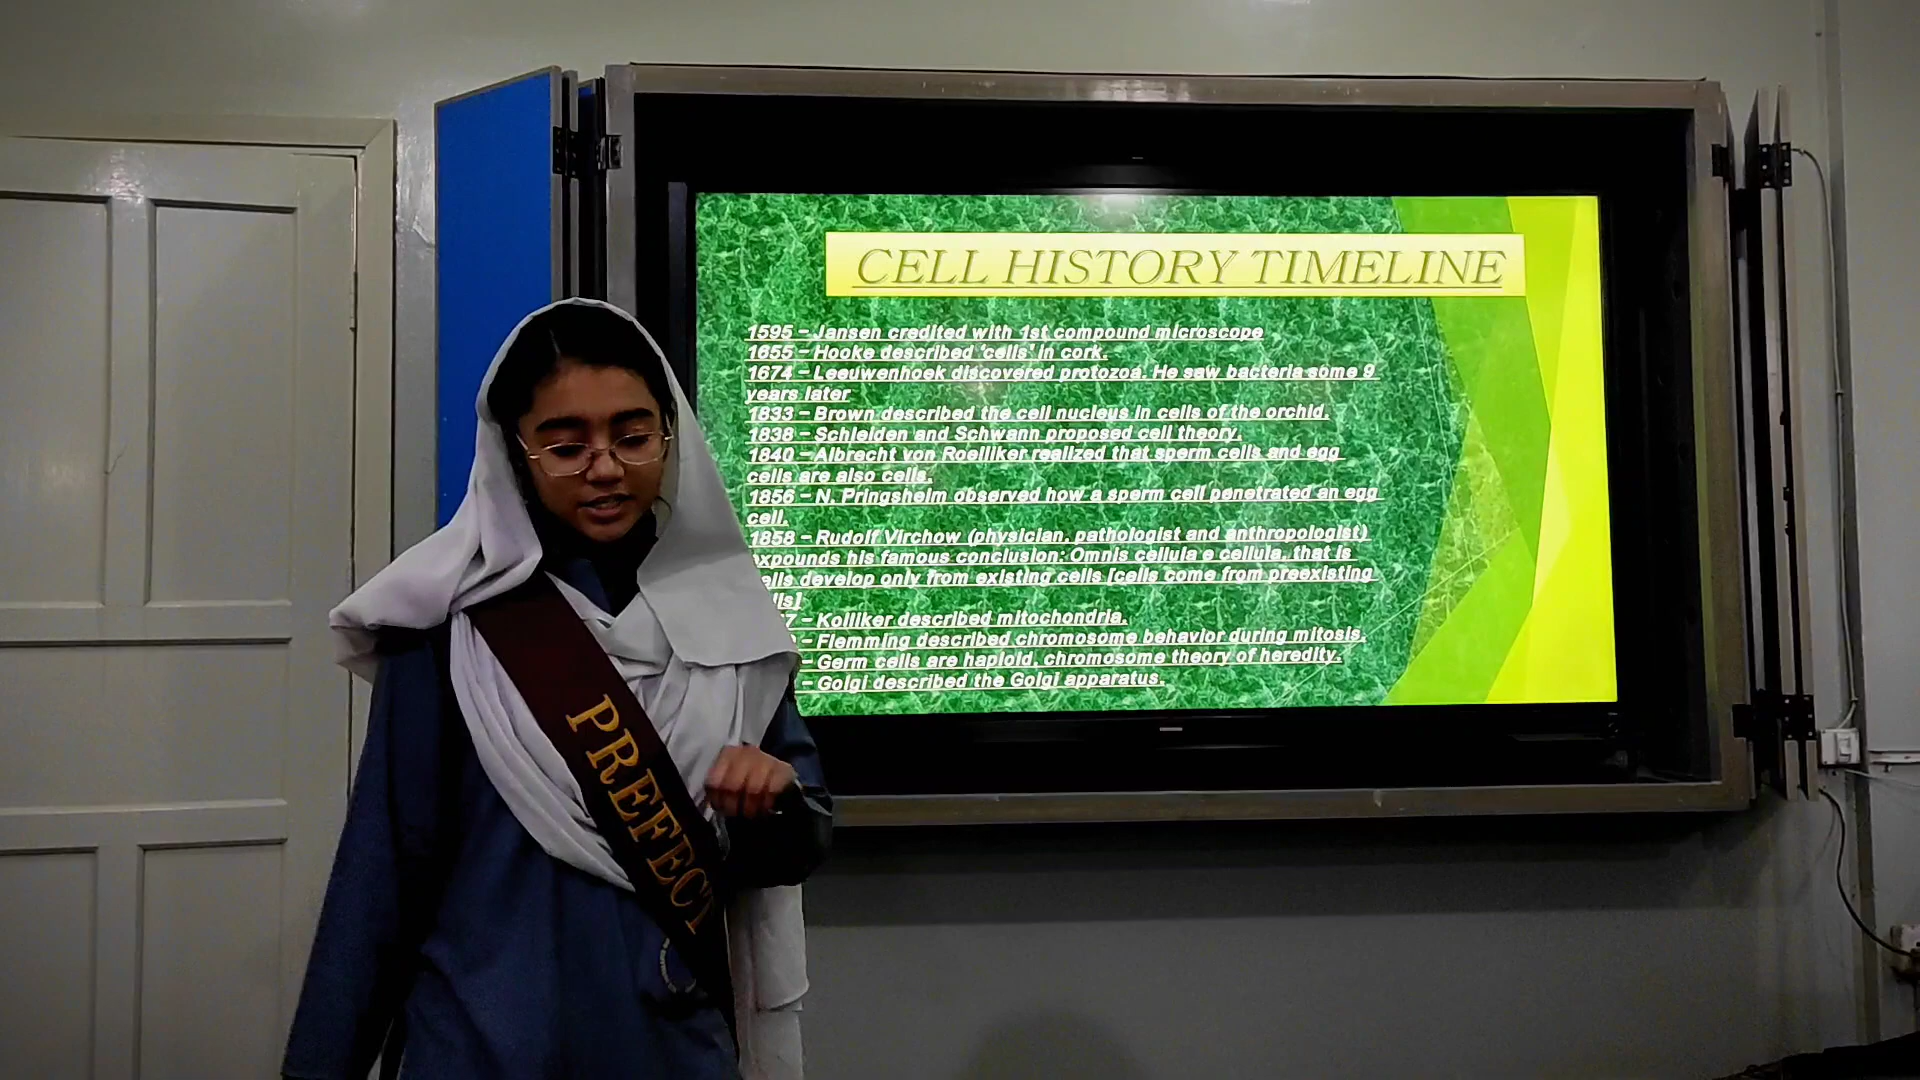 CELL HISTORY TIMELINE
1595 – Jansen credited with 1st compound microscope
1655 – Hooke described 'cells' in cork.
1674 – Leeuwenhoek discovered protozoa. He saw bacteria some 9
years later
1833 – Brown described the cell nucleus in cells of the orchid.
1838 – Schleiden and Schwann proposed cell theory.
1840 – Albrecht von Roelliker realized that sperm cells and egg
cells are also cells.
1856 – N. Pringsheim observed how a sperm cell penetrated an egg
cell.
1858 – Rudolf Virchow (physician, pathologist and anthropologist)
xpounds his famous conclusion: Omnis cellula e cellula, that is
ells develop only from existing cells [cells come from preexisting
lls]
7 – Kolliker described mitochondria.
– Flemming described chromosome behavior during mitosis.
– Germ cells are haploid, chromosome theory of heredity.
– Golgi described the Golgi apparatus.
PREFECT